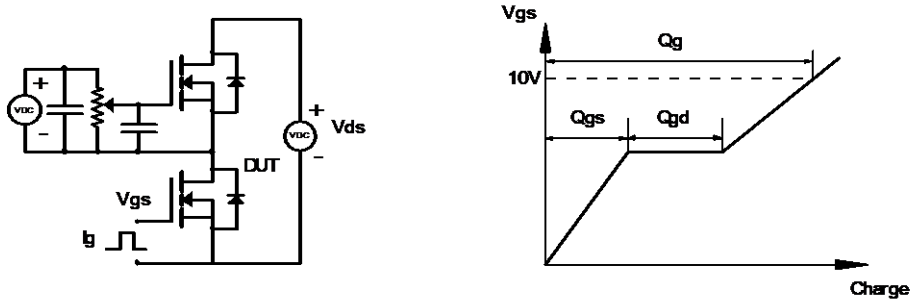 +
VDC
-
+
VDC
-
Vds
DUT
Vgs
Ig
Vgs
Qg
10V
Qgs
Qgd
Charge